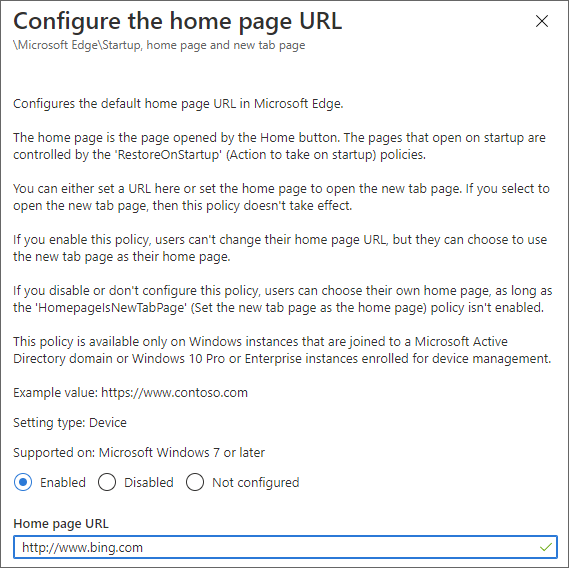 Configure the home page URL
\Microsoft Edge\Startup, home page and new tab page
Configures the default home page URL in Microsoft Edge.
The home page is the page opened by the Home button. The pages that open on startup are
controlled by the 'RestoreOnStartup' (Action to take on startup) policies.
You can either set a URL here or set the home page to open the new tab page. If you select to
open the new tab page, then this policy doesn't take effect.
If you enable this policy, users can't change their home page URL, but they can choose to use
the new tab page as their home page.
If you disable or don't configure this policy, users can choose their own home page, as long as
the 'HomepageIsNewTabPage' (Set the new tab page as the home page) policy isn't enabled.
This policy is available only on Windows instances that are joined to a Microsoft Active
Directory domain or Windows 10 Pro or Enterprise instances enrolled for device management.
Example value: https://www.contoso.com
Setting type: Device
Supported on: Microsoft Windows 7 or later
Enabled Disabled Not configured
Home page URL
http://www.bing.com